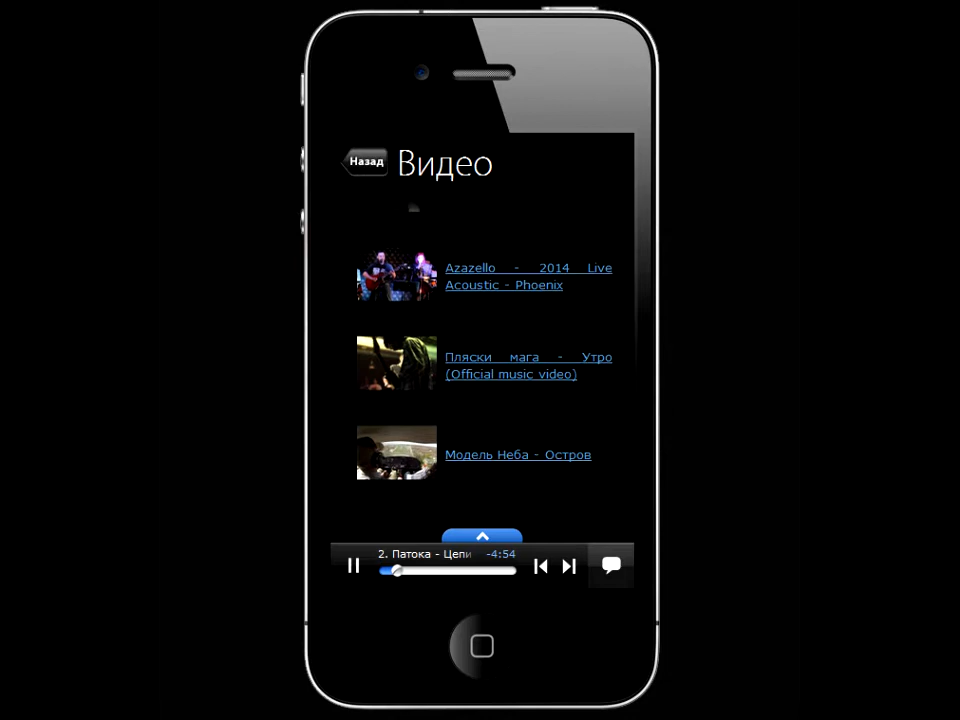 Назад
Видео
Azazello - 2014 Live
Acoustic - Phoenix
Пляски мага - Утро
(Official music video)
Модель Неба - Остров
2. Патока - Цепи -4:54